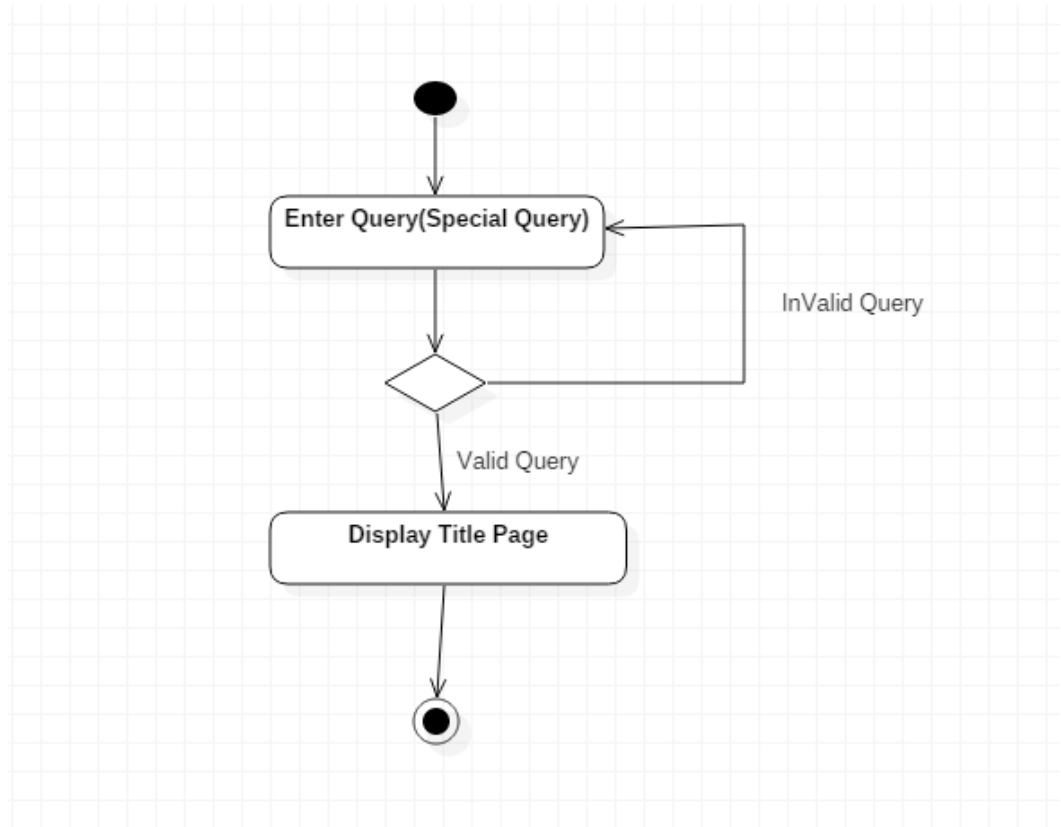 Enter Query(Special Query)
InValid Query
Valid Query
Display Title Page